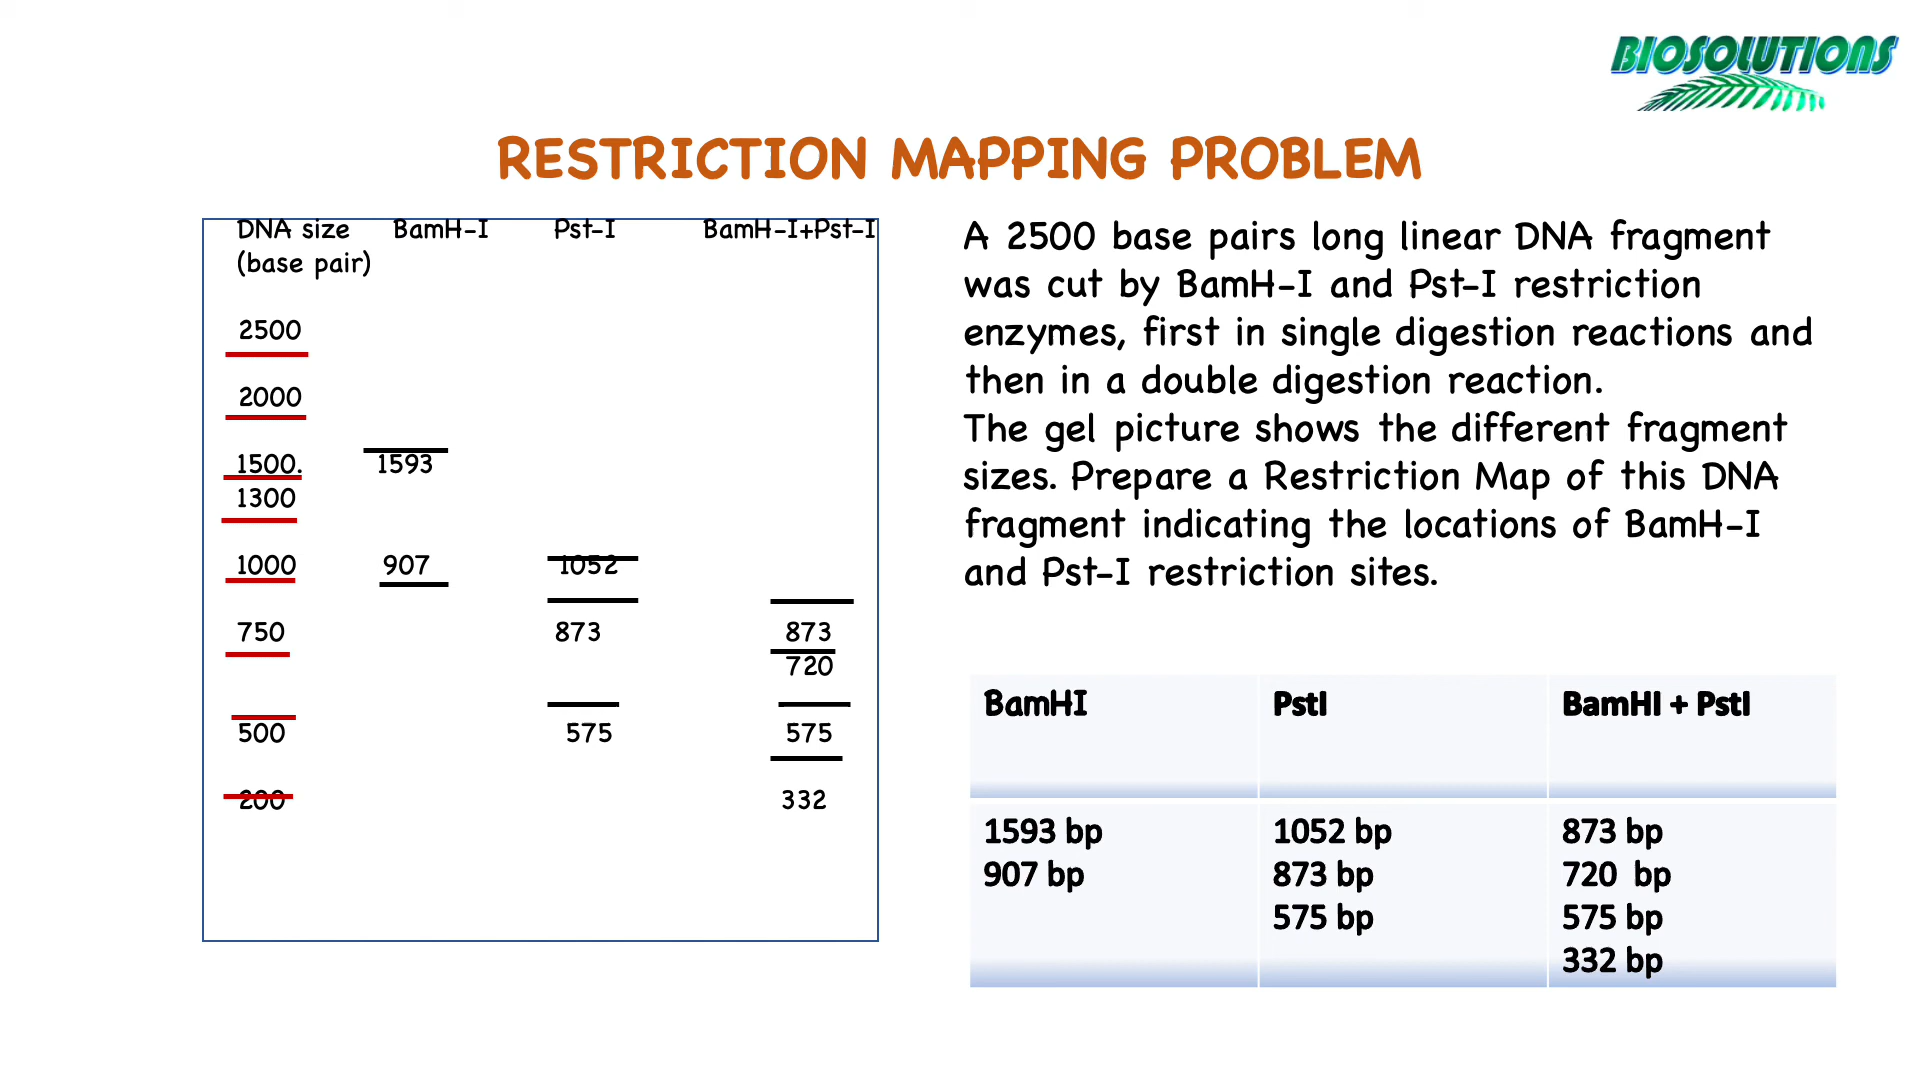 BIOSOLUTIONS
RESTRICTION MAPPING PROBLEM
DNA size BamH-I Pst-I BamH-I+Pst-I
(base pair)
2500
2000
1500. 1593
1300
1000 907 1052
750 873 873
720
500 575 575
200 332
A 2500 base pairs long linear DNA fragment
was cut by BamH-I and Pst-I restriction
enzymes, first in single digestion reactions and
then in a double digestion reaction.
The gel picture shows the different fragment
sizes. Prepare a Restriction Map of this DNA
fragment indicating the locations of BamH-I
and Pst-I restriction sites.
BamHI PstI BamHI + PstI
1593 bp 1052 bp 873 bp
907 bp 873 bp 720 bp
575 bp 575 bp
332 bp